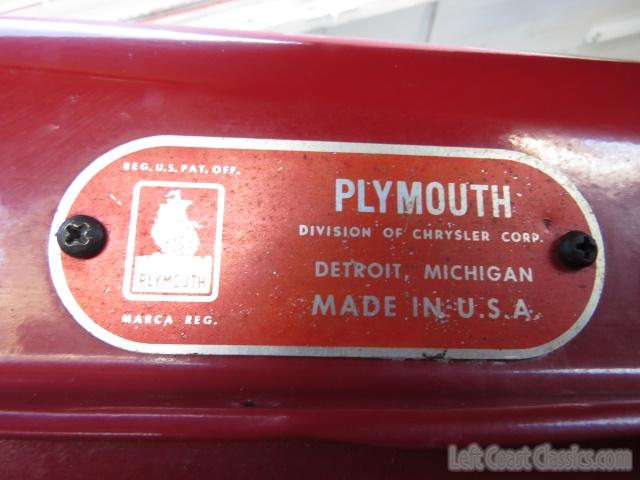 REG. U.S. PAT. OFF.
PLYMOUTH
MARCA REG.
PLYMOUTH
DIVISION OF CHRYSLER CORP.
DETROIT, MICHIGAN
MADE IN U.S.A.
Left Coast Classics.com